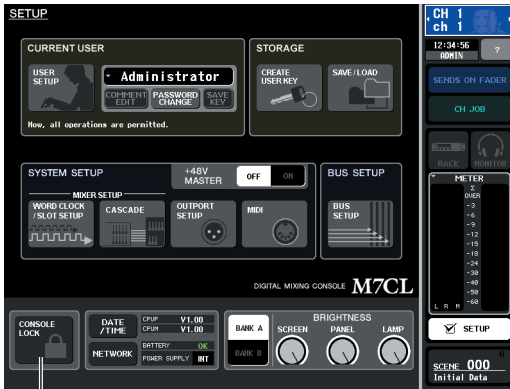 SETUP
CURRENT USER
USER
SETUP
Administrator
COMMENT
EDIT
PASSWORD
CHANGE
SAVE
KEY
Now, all operations are permitted.
STORAGE
CREATE
USER KEY
SAVE/LOAD
SYSTEM SETUP
+48V
MASTER
OFF
ON
MIXER SETUP
WORD CLOCK
/SLOT SETUP
CASCADE
OUTPORT
SETUP
MIDI
BUS SETUP
BUS
SETUP
DIGITAL MIXING CONSOLE M7CL
CONSOLE
LOCK
DATE
/TIME
CPUP V1.00
CPUM V1.00
NETWORK
BATTERY OK
POWER SUPPLY INT
BANK A
BANK B
BRIGHTNESS
SCREEN
PANEL
LAMP
CH 1
ch 1
12:34:56
ADMIN
?
SENDS ON FADER
CH JOB
RACK
MONITOR
METER
Σ
OVER
-3
-6
-9
-12
-15
-18
-24
-30
-40
-50
-60
L R M
SETUP
R
SCENE 000
Initial Data